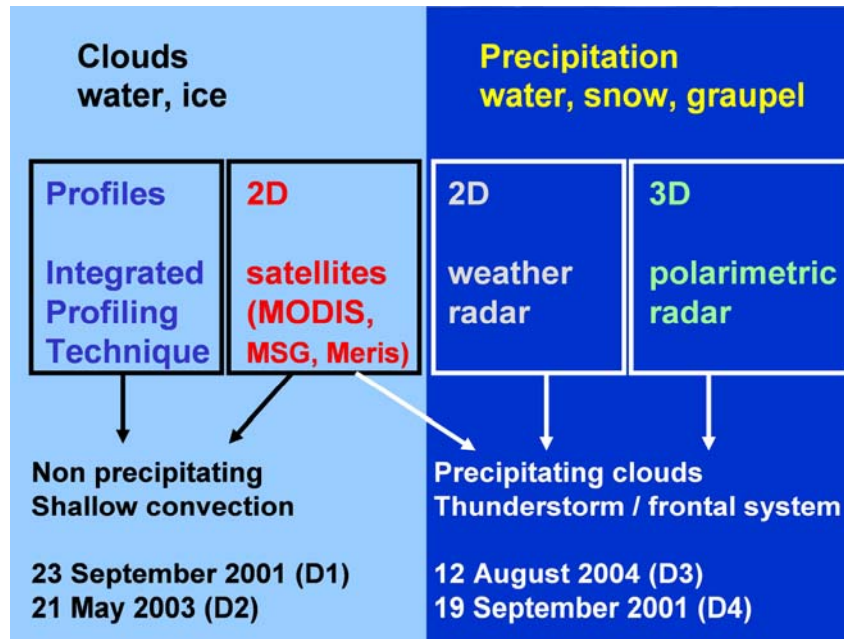 Clouds
water, ice
Precipitation
water, snow, graupel
Profiles
Integrated
Profiling
Technique
2D
satellites
(MODIS,
MSG, Meris)
2D
weather
radar
3D
polarimetric
radar
Non precipitating
Shallow convection
23 September 2001 (D1)
21 May 2003 (D2)
Precipitating clouds
Thunderstorm / frontal system
12 August 2004 (D3)
19 September 2001 (D4)